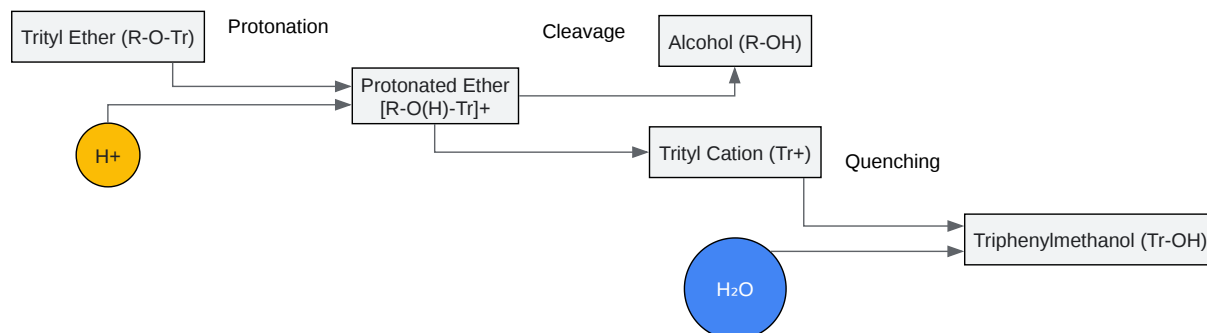 Trityl Ether (R-O-Tr)
Protonation
Cleavage
Alcohol (R-OH)
Protonated Ether
[R-O(H)-Tr]+
H+
Trityl Cation (Tr+)
Quenching
Triphenylmethanol (Tr-OH)
H₂O